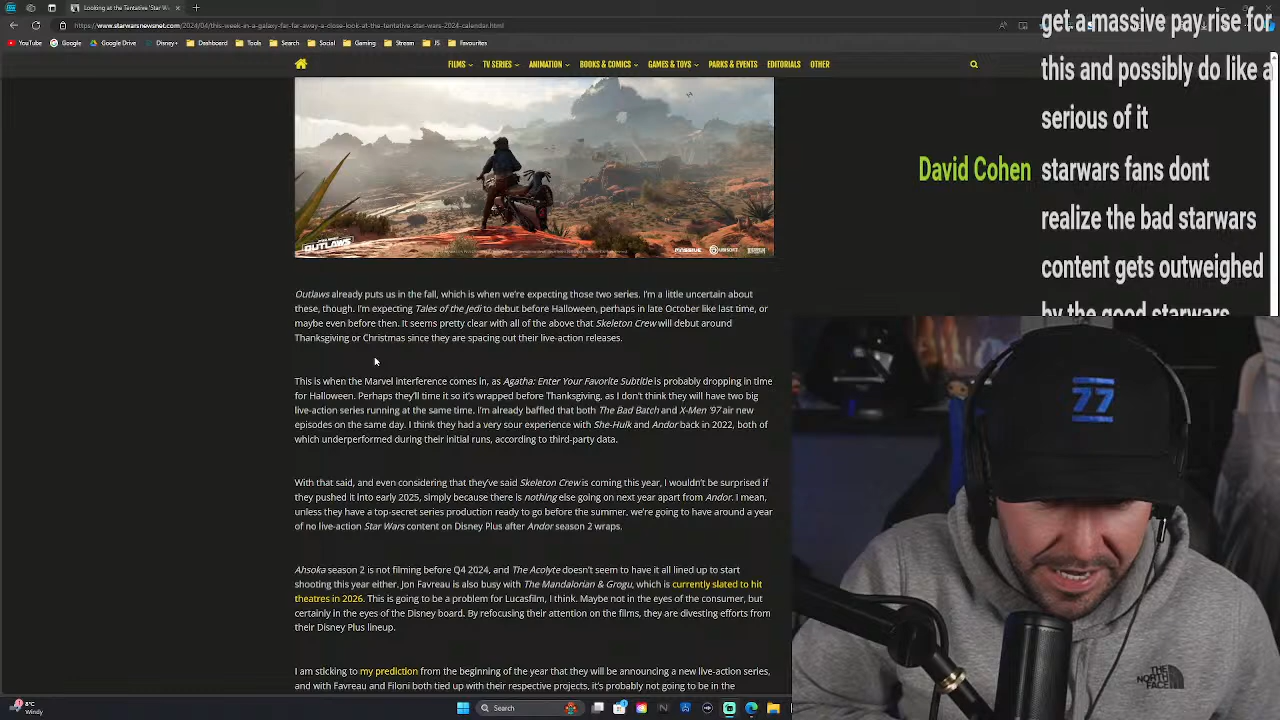 Looking at the Tentative 'Star W
https://www.starwarsnewsnet.com/2024/04/this-week-in-a-galaxy-far-far-away-a-close-look-at-the-tentative-star-wars-2024-calendar.html
YouTube Google Google Drive Disney+ Dashboard Tools Search Social Gaming Stream JS Favourites
FILMS TV SERIES ANIMATION BOOKS & COMICS GAMES & TOYS PARKS & EVENTS EDITORIALS OTHER
OUTLAWS
MASSIVE UBISOFT
Outlaws already puts us in the fall, which is when we're expecting those two series. I'm a little uncertain about
these, though. I'm expecting Tales of the Jedi to debut before Halloween, perhaps in late October like last time, or
maybe even before then. It seems pretty clear with all of the above that Skeleton Crew will debut around
Thanksgiving or Christmas since they are spacing out their live-action releases.
This is when the Marvel interference comes in, as Agatha: Enter Your Favorite Subtitle is probably dropping in time
for Halloween. Perhaps they'll time it so it's wrapped before Thanksgiving, as I don't think they will have two big
live-action series running at the same time. I'm already baffled that both The Bad Batch and X-Men '97 air new
episodes on the same day. I think they had a very sour experience with She-Hulk and Andor back in 2022, both of
which underperformed during their initial runs, according to third-party data.
With that said, and even considering that they've said Skeleton Crew is coming this year, I wouldn't be surprised if
they pushed it into early 2025, simply because there is nothing else going on next year apart from Andor. I mean,
unless they have a top-secret series production ready to go before the summer, we're going to have around a year
of no live-action Star Wars content on Disney Plus after Andor season 2 wraps.
Ahsoka season 2 is not filming before Q4 2024, and The Acolyte doesn't seem to have it all lined up to start
shooting this year either. Jon Favreau is also busy with The Mandalorian & Grogu, which is currently slated to hit
theatres in 2026. This is going to be a problem for Lucasfilm, I think. Maybe not in the eyes of the consumer, but
certainly in the eyes of the Disney board. By refocusing their attention on the films, they are divesting efforts from
their Disney Plus lineup.
I am sticking to my prediction from the beginning of the year that they will be announcing a new live-action series,
and with Favreau and Filoni both tied up with their respective projects, it's probably not going to be in the
get a massive pay rise for
this and possibly do like a
serious of it
David Cohen starwars fans dont
realize the bad starwars
content gets outweighed
by the good starwars
77
THE
NORTH
FACE
8°C
Windy
Search